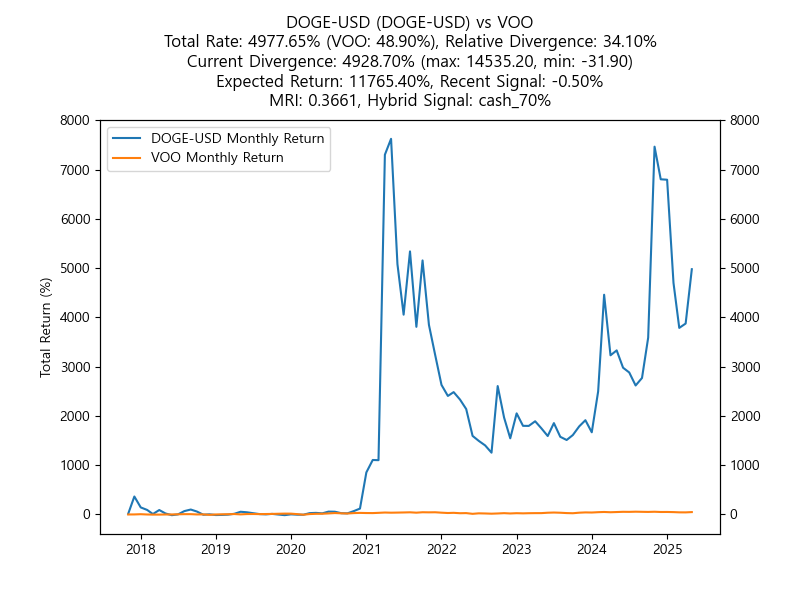 DOGE-USD (DOGE-USD) vs VOO
Total Rate: 4977.65% (VOO: 48.90%), Relative Divergence: 34.10%
Current Divergence: 4928.70% (max: 14535.20, min: -31.90)
Expected Return: 11765.40%, Recent Signal: -0.50%
MRI: 0.3661, Hybrid Signal: cash_70%
DOGE-USD Monthly Return
VOO Monthly Return
Total Return (%)
8000 8000
7000 7000
6000 6000
5000 5000
4000 4000
3000 3000
2000 2000
1000 1000
0 0
2018 2019 2020 2021 2022 2023 2024 2025